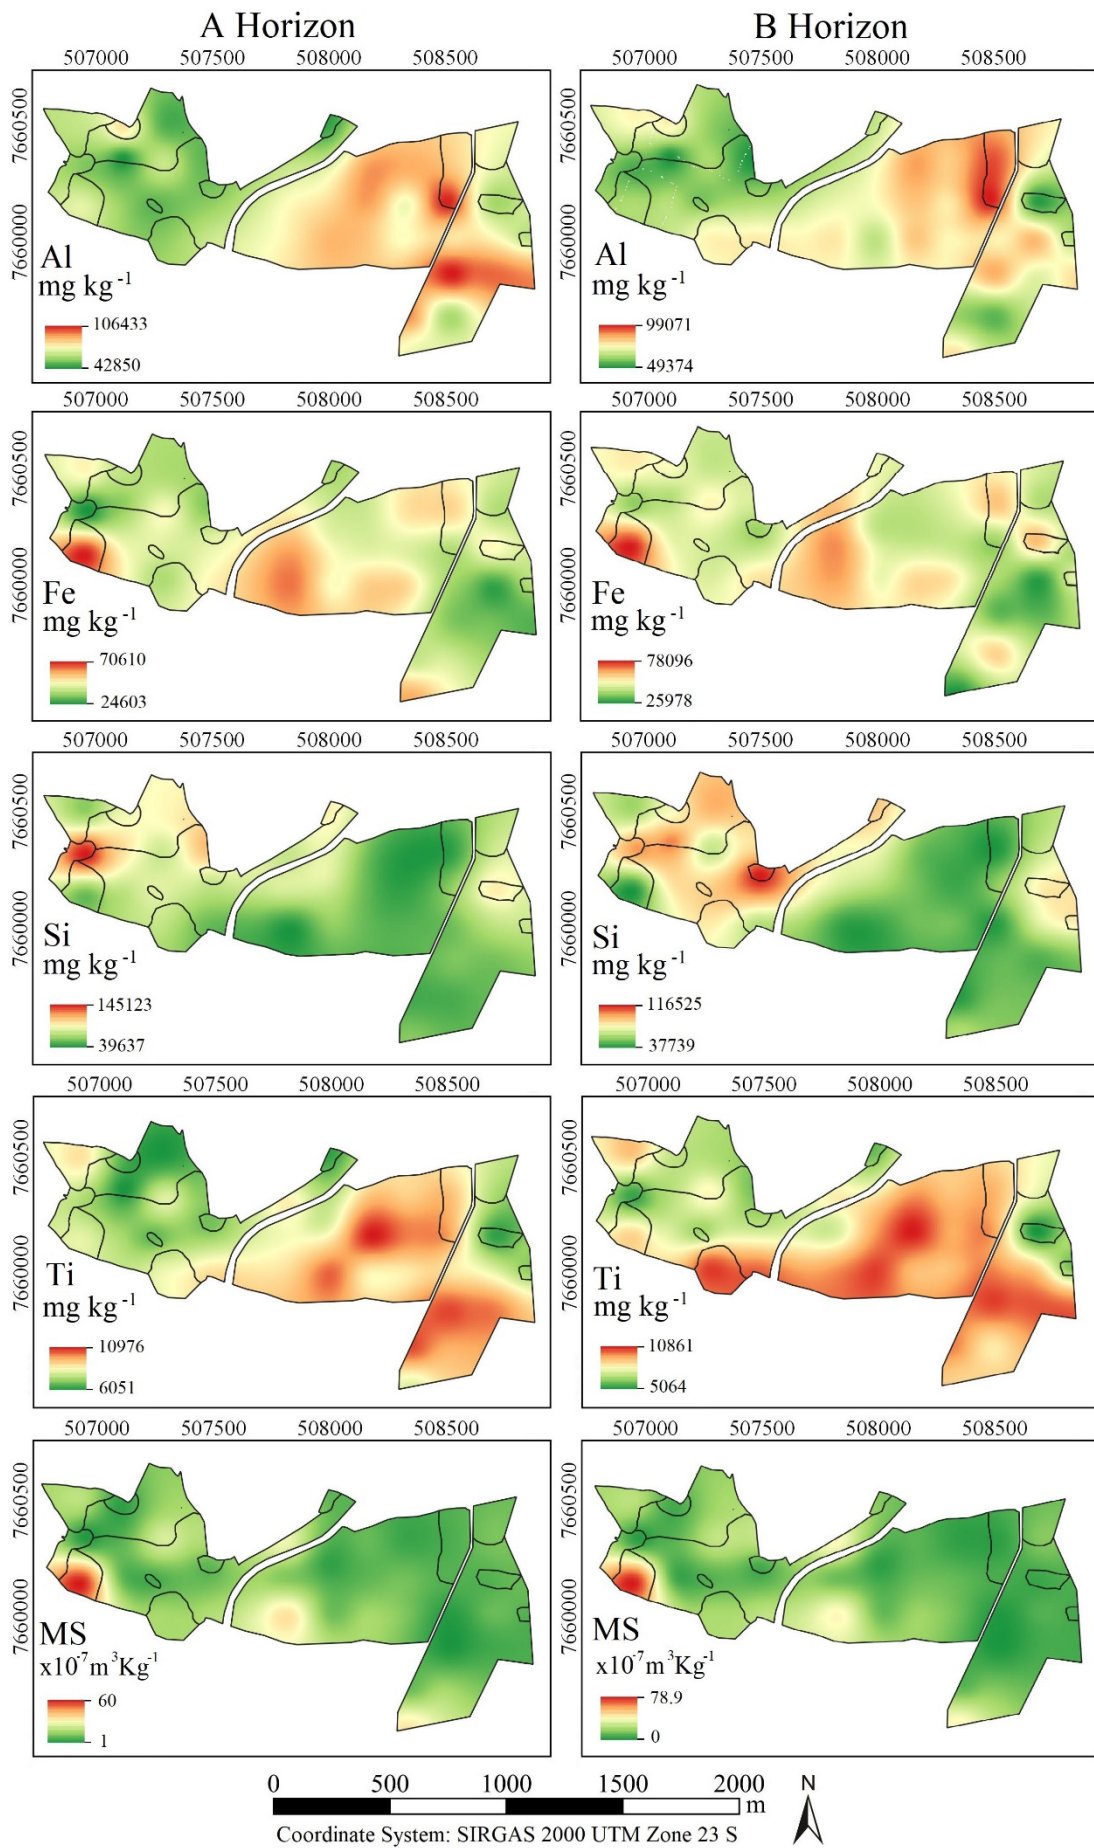 A Horizon B Horizon
507000 507500 508000 508500 507000 507500 508000 508500
7660500 7660500
7660000 7660000
Al Al
mg kg⁻¹ mg kg⁻¹
106433 99071
42850 49374
507000 507500 508000 508500 507000 507500 508000 508500
7660500 7660500
7660000 7660000
Fe Fe
mg kg⁻¹ mg kg⁻¹
70610 78096
24603 25978
507000 507500 508000 508500 507000 507500 508000 508500
7660500 7660500
7660000 7660000
Si Si
mg kg⁻¹ mg kg⁻¹
145123 116525
39637 37739
507000 507500 508000 508500 507000 507500 508000 508500
7660500 7660500
7660000 7660000
Ti Ti
mg kg⁻¹ mg kg⁻¹
10976 10861
6051 5064
507000 507500 508000 508500 507000 507500 508000 508500
7660500 7660500
7660000 7660000
MS MS
x10⁻⁷m³Kg⁻¹ x10⁻⁷m³Kg⁻¹
60 78.9
1 0
0 500 1000 1500 2000
m N
Coordinate System: SIRGAS 2000 UTM Zone 23 S